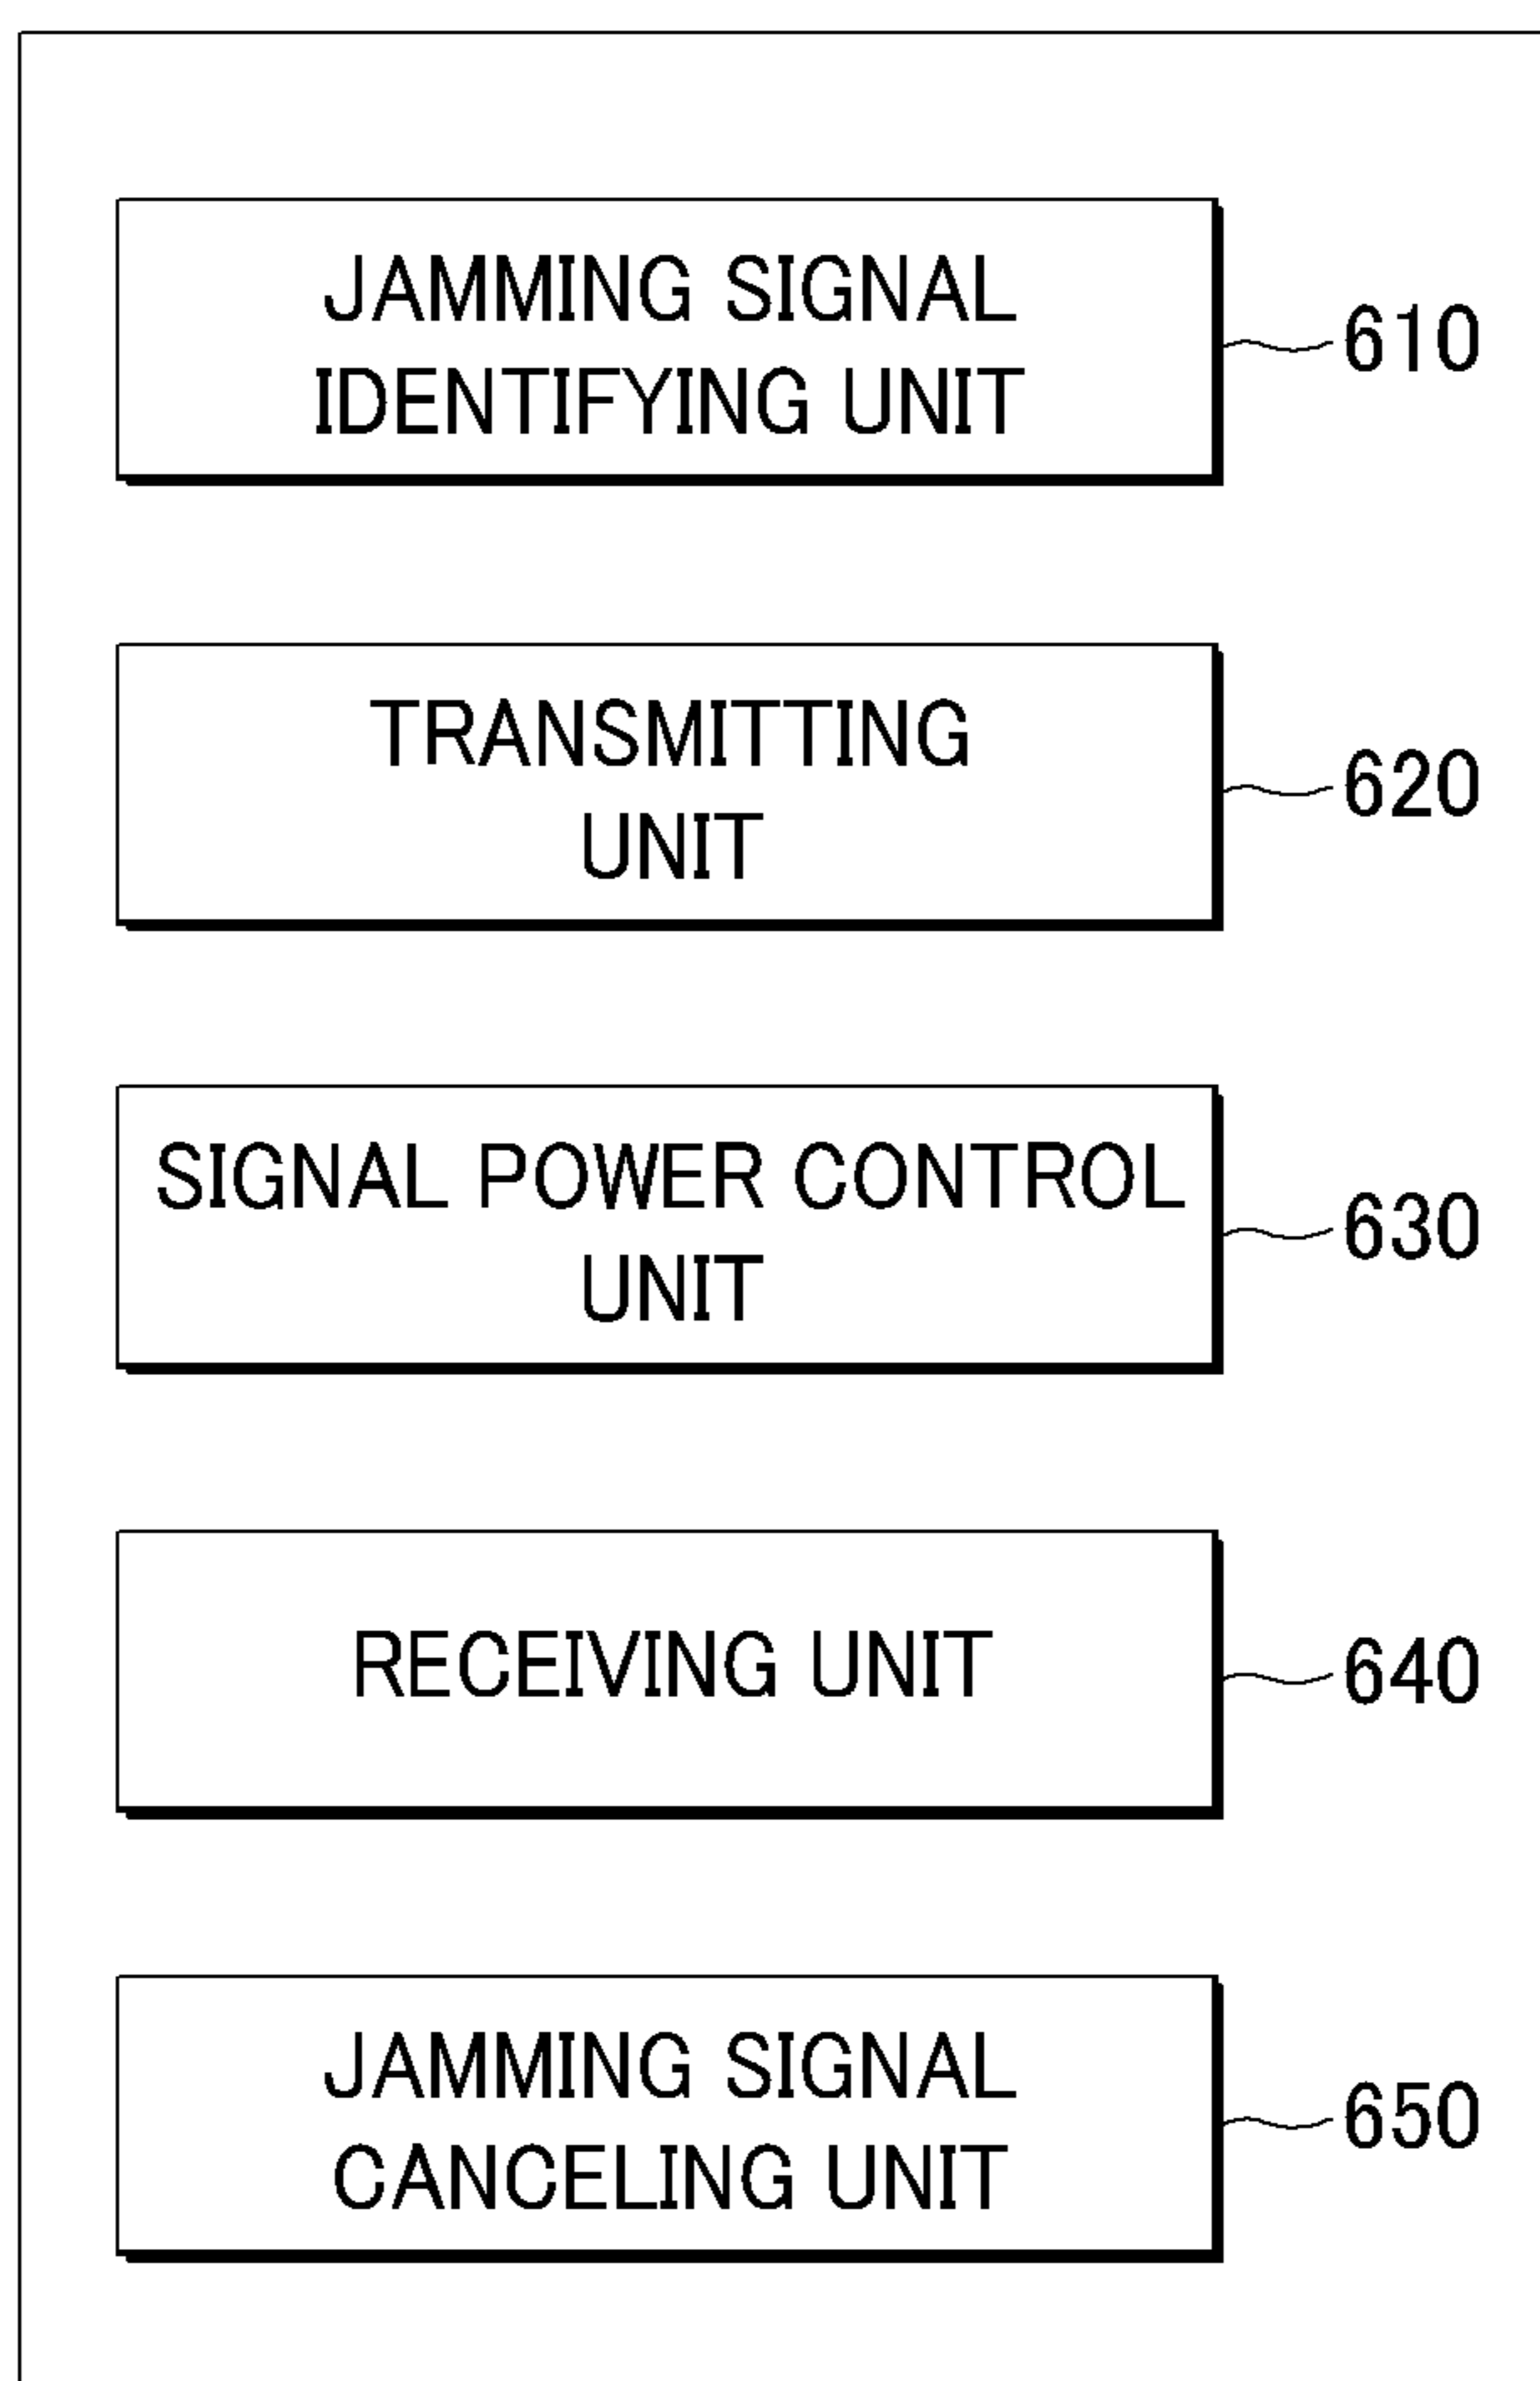 JAMMING SIGNAL
IDENTIFYING UNIT
610
TRANSMITTING
UNIT
620
SIGNAL POWER CONTROL
UNIT
630
RECEIVING UNIT
640
JAMMING SIGNAL
CANCELING UNIT
650